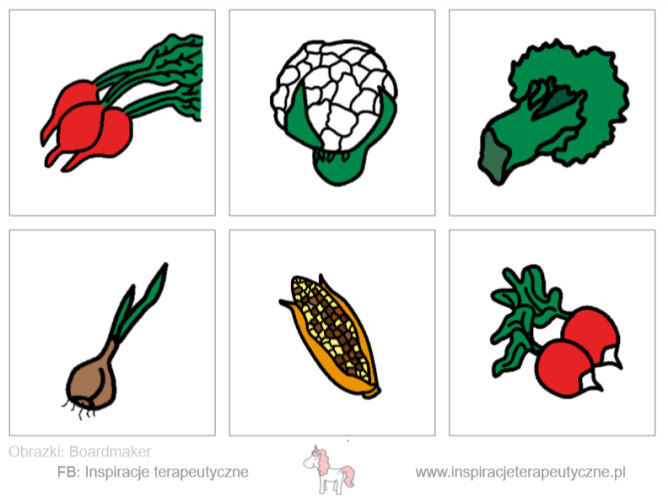 Obrazki: Boardmaker
FB: Inspiracje terapeutyczne
www.inspiracjeterapeutyczne.pl